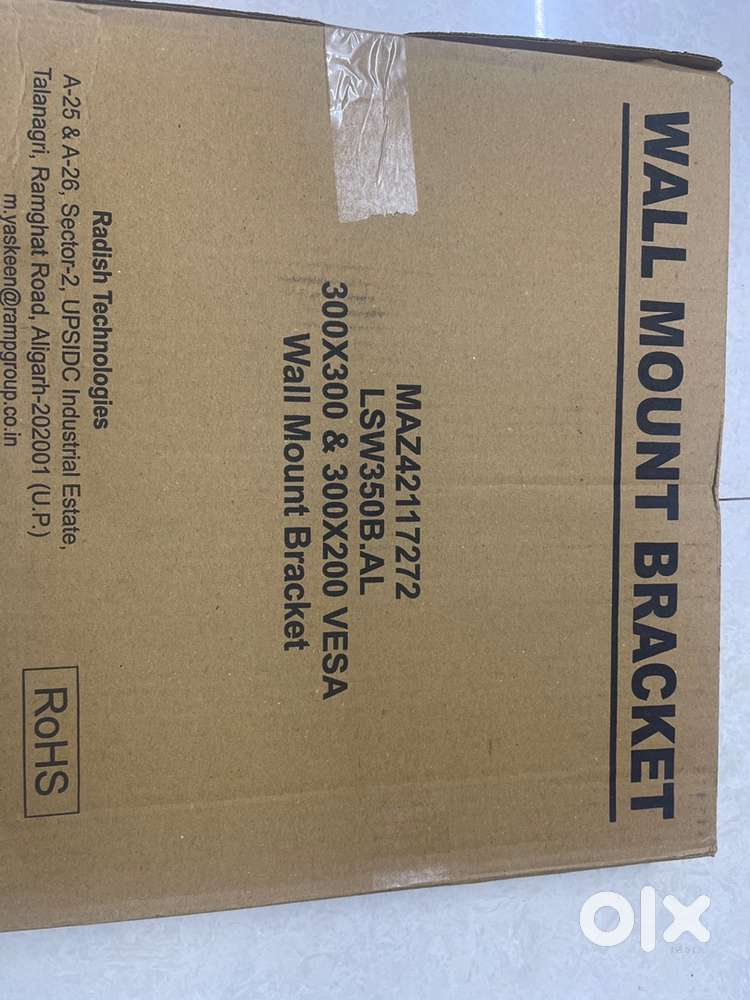 WALL MOUNT BRACKET
MAZ42117272
LSW350B.AL
300X300 & 300X200 VESA
Wall Mount Bracket
Radish Technologies
A-25 & A-26, Sector-2, UPSIDC Industrial Estate,
Talanagri, Ramghat Road, Aligarh-202001 (U.P.)
m.yaskeen@rampgroup.co.in
RoHS
olx